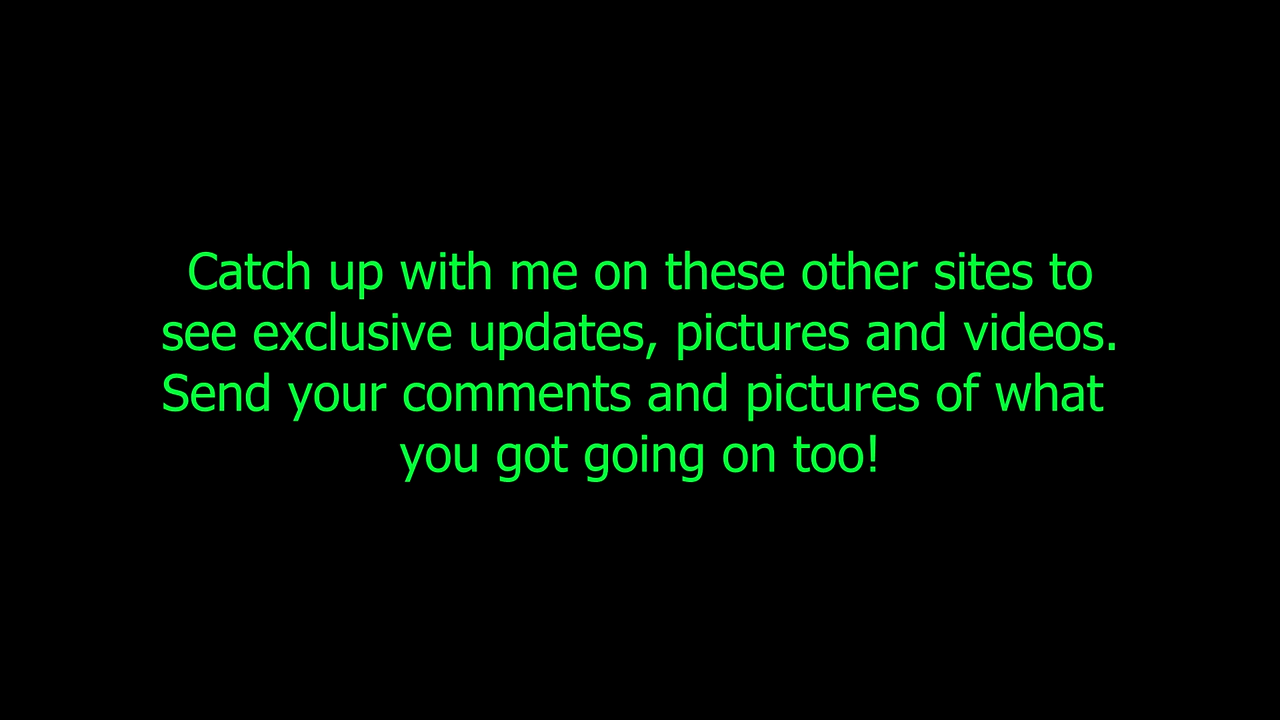 Catch up with me on these other sites to
see exclusive updates, pictures and videos.
Send your comments and pictures of what
you got going on too!